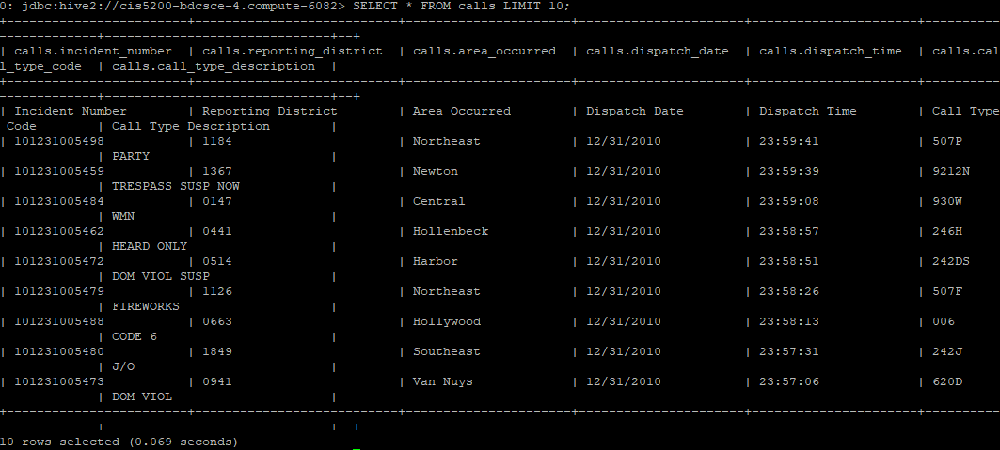 0: jdbc:hive2://cis5200-bdcsce-4.compute-6082> SELECT * FROM calls LIMIT 10;
+--------------------------+----------------------------+----------------------+----------------------+----------------------+----------
-------------+------------------------------+--+
| calls.incident_number | calls.reporting_district | calls.area_occurred | calls.dispatch_date | calls.dispatch_time | calls.cal
l_type_code | calls.call_type_description |
+--------------------------+----------------------------+----------------------+----------------------+----------------------+----------
-------------+------------------------------+--+
| Incident Number | Reporting District | Area Occurred | Dispatch Date | Dispatch Time | Call Type
Code | Call Type Description |
| 101231005498 | 1184 | Northeast | 12/31/2010 | 23:59:41 | 507P
| PARTY |
| 101231005459 | 1367 | Newton | 12/31/2010 | 23:59:39 | 9212N
| TRESPASS SUSP NOW |
| 101231005484 | 0147 | Central | 12/31/2010 | 23:59:08 | 930W
| WMN |
| 101231005462 | 0441 | Hollenbeck | 12/31/2010 | 23:58:57 | 246H
| HEARD ONLY |
| 101231005472 | 0514 | Harbor | 12/31/2010 | 23:58:51 | 242DS
| DOM VIOL SUSP |
| 101231005479 | 1126 | Northeast | 12/31/2010 | 23:58:26 | 507F
| FIREWORKS |
| 101231005488 | 0663 | Hollywood | 12/31/2010 | 23:58:13 | 006
| CODE 6 |
| 101231005480 | 1849 | Southeast | 12/31/2010 | 23:57:31 | 242J
| J/O |
| 101231005473 | 0941 | Van Nuys | 12/31/2010 | 23:57:06 | 620D
| DOM VIOL |
+--------------------------+----------------------------+----------------------+----------------------+----------------------+----------
-------------+------------------------------+--+
10 rows selected (0.069 seconds)